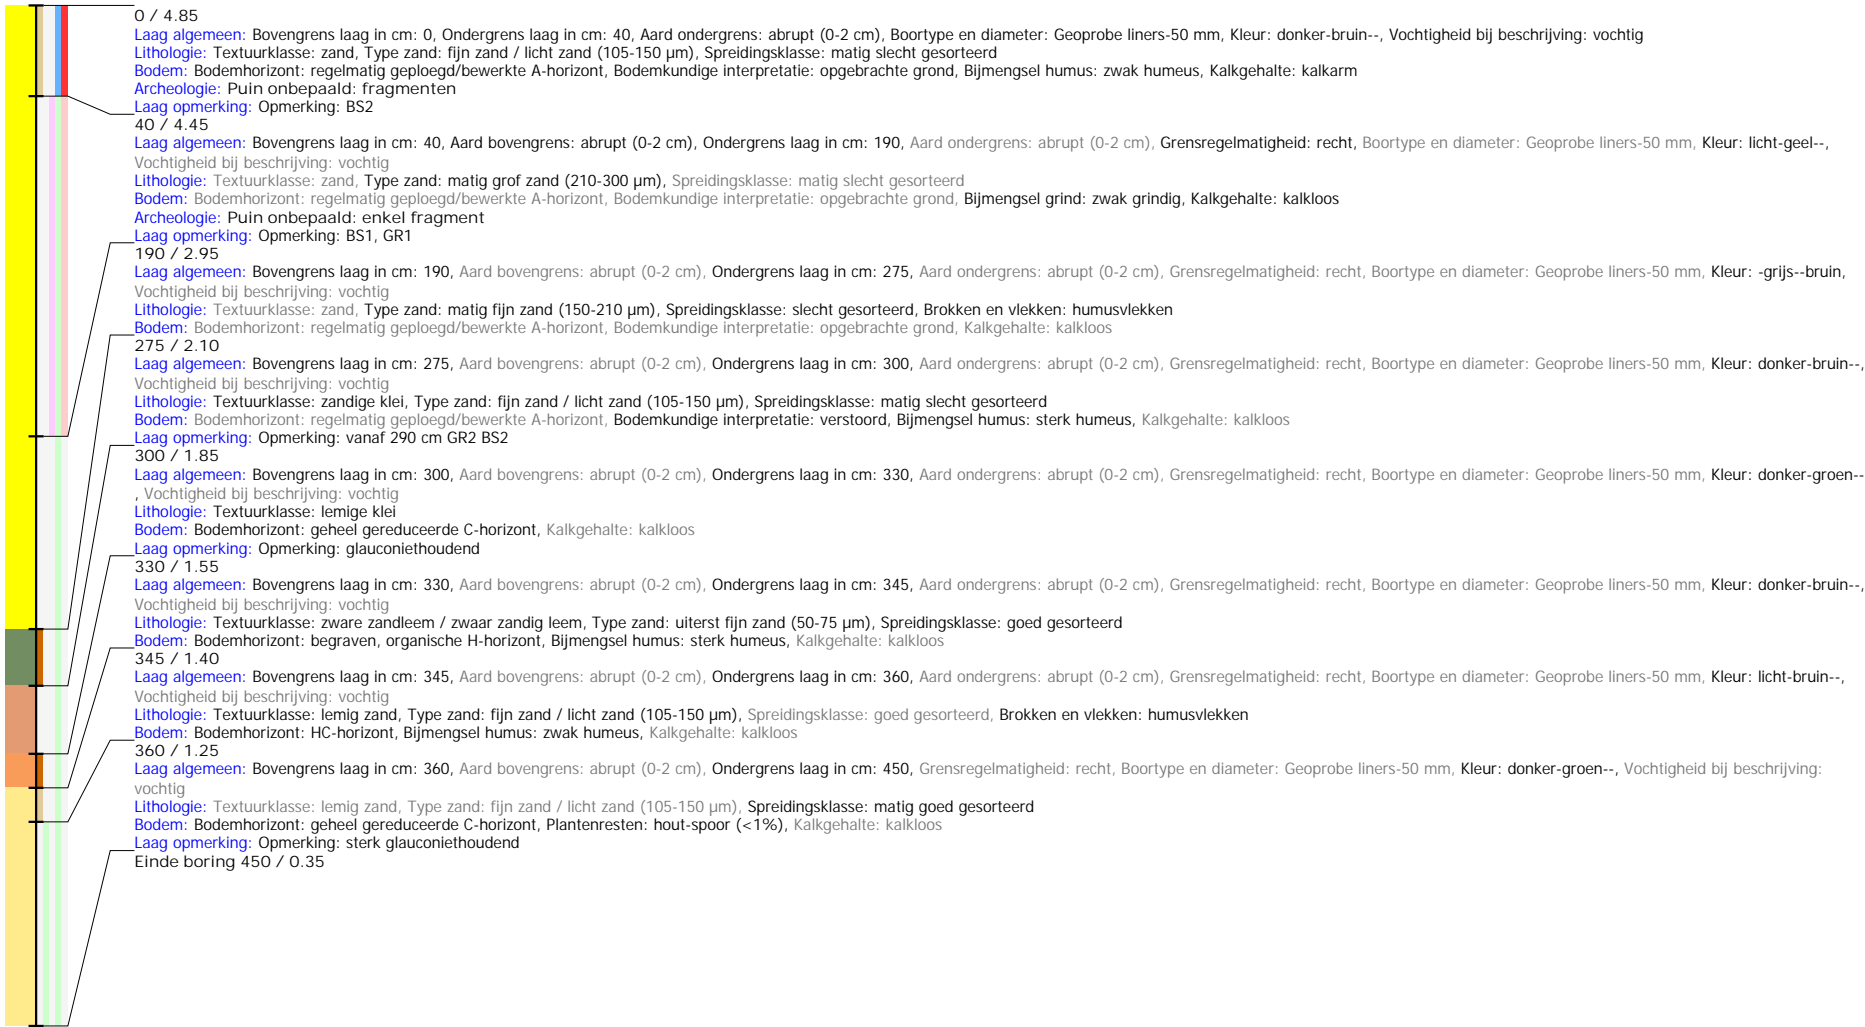 0 / 4.85
Laag algemeen: Bovengrens laag in cm: 0, Ondergrens laag in cm: 40, Aard ondergrens: abrupt (0-2 cm), Boortype en diameter: Geoprobe liners-50 mm, Kleur: donker-bruin--, Vochtigheid bij beschrijving: vochtig
Lithologie: Textuurklasse: zand, Type zand: fijn zand / licht zand (105-150 µm), Spreidingsklasse: matig slecht gesorteerd
Bodem: Bodemhorizont: regelmatig geploegd/bewerkte A-horizont, Bodemkundige interpretatie: opgebrachte grond, Bijmengsel humus: zwak humeus, Kalkgehalte: kalkarm
Archeologie: Puin onbepaald: fragmenten
Laag opmerking: Opmerking: BS2
40 / 4.45
Laag algemeen: Bovengrens laag in cm: 40, Aard bovengrens: abrupt (0-2 cm), Ondergrens laag in cm: 190, Aard ondergrens: abrupt (0-2 cm), Grensregelmatigheid: recht, Boortype en diameter: Geoprobe liners-50 mm, Kleur: licht-geel--,
Vochtigheid bij beschrijving: vochtig
Lithologie: Textuurklasse: zand, Type zand: matig grof zand (210-300 µm), Spreidingsklasse: matig slecht gesorteerd
Bodem: Bodemhorizont: regelmatig geploegd/bewerkte A-horizont, Bodemkundige interpretatie: opgebrachte grond, Bijmengsel grind: zwak grindig, Kalkgehalte: kalkloos
Archeologie: Puin onbepaald: enkel fragment
Laag opmerking: Opmerking: BS1, GR1
190 / 2.95
Laag algemeen: Bovengrens laag in cm: 190, Aard bovengrens: abrupt (0-2 cm), Ondergrens laag in cm: 275, Aard ondergrens: abrupt (0-2 cm), Grensregelmatigheid: recht, Boortype en diameter: Geoprobe liners-50 mm, Kleur: -grijs--bruin,
Vochtigheid bij beschrijving: vochtig
Lithologie: Textuurklasse: zand, Type zand: matig fijn zand (150-210 µm), Spreidingsklasse: slecht gesorteerd, Brokken en vlekken: humusvlekken
Bodem: Bodemhorizont: regelmatig geploegd/bewerkte A-horizont, Bodemkundige interpretatie: opgebrachte grond, Kalkgehalte: kalkloos
275 / 2.10
Laag algemeen: Bovengrens laag in cm: 275, Aard bovengrens: abrupt (0-2 cm), Ondergrens laag in cm: 300, Aard ondergrens: abrupt (0-2 cm), Grensregelmatigheid: recht, Boortype en diameter: Geoprobe liners-50 mm, Kleur: donker-bruin--,
Vochtigheid bij beschrijving: vochtig
Lithologie: Textuurklasse: zandige klei, Type zand: fijn zand / licht zand (105-150 µm), Spreidingsklasse: matig slecht gesorteerd
Bodem: Bodemhorizont: regelmatig geploegd/bewerkte A-horizont, Bodemkundige interpretatie: verstoord, Bijmengsel humus: sterk humeus, Kalkgehalte: kalkloos
Laag opmerking: Opmerking: vanaf 290 cm GR2 BS2
300 / 1.85
Laag algemeen: Bovengrens laag in cm: 300, Aard bovengrens: abrupt (0-2 cm), Ondergrens laag in cm: 330, Aard ondergrens: abrupt (0-2 cm), Grensregelmatigheid: recht, Boortype en diameter: Geoprobe liners-50 mm, Kleur: donker-groen--
, Vochtigheid bij beschrijving: vochtig
Lithologie: Textuurklasse: lemige klei
Bodem: Bodemhorizont: geheel gereduceerde C-horizont, Kalkgehalte: kalkloos
Laag opmerking: Opmerking: glauconiethoudend
330 / 1.55
Laag algemeen: Bovengrens laag in cm: 330, Aard bovengrens: abrupt (0-2 cm), Ondergrens laag in cm: 345, Aard ondergrens: abrupt (0-2 cm), Grensregelmatigheid: recht, Boortype en diameter: Geoprobe liners-50 mm, Kleur: donker-bruin--,
Vochtigheid bij beschrijving: vochtig
Lithologie: Textuurklasse: zware zandleem / zwaar zandig leem, Type zand: uiterst fijn zand (50-75 µm), Spreidingsklasse: goed gesorteerd
Bodem: Bodemhorizont: begraven, organische H-horizont, Bijmengsel humus: sterk humeus, Kalkgehalte: kalkloos
345 / 1.40
Laag algemeen: Bovengrens laag in cm: 345, Aard bovengrens: abrupt (0-2 cm), Ondergrens laag in cm: 360, Aard ondergrens: abrupt (0-2 cm), Grensregelmatigheid: recht, Boortype en diameter: Geoprobe liners-50 mm, Kleur: licht-bruin--,
Vochtigheid bij beschrijving: vochtig
Lithologie: Textuurklasse: lemig zand, Type zand: fijn zand / licht zand (105-150 µm), Spreidingsklasse: goed gesorteerd, Brokken en vlekken: humusvlekken
Bodem: Bodemhorizont: HC-horizont, Bijmengsel humus: zwak humeus, Kalkgehalte: kalkloos
360 / 1.25
Laag algemeen: Bovengrens laag in cm: 360, Aard bovengrens: abrupt (0-2 cm), Ondergrens laag in cm: 450, Grensregelmatigheid: recht, Boortype en diameter: Geoprobe liners-50 mm, Kleur: donker-groen--, Vochtigheid bij beschrijving:
vochtig
Lithologie: Textuurklasse: lemig zand, Type zand: fijn zand / licht zand (105-150 µm), Spreidingsklasse: matig goed gesorteerd
Bodem: Bodemhorizont: geheel gereduceerde C-horizont, Plantenresten: hout-spoor (<1%), Kalkgehalte: kalkloos
Laag opmerking: Opmerking: sterk glauconiethoudend
Einde boring 450 / 0.35